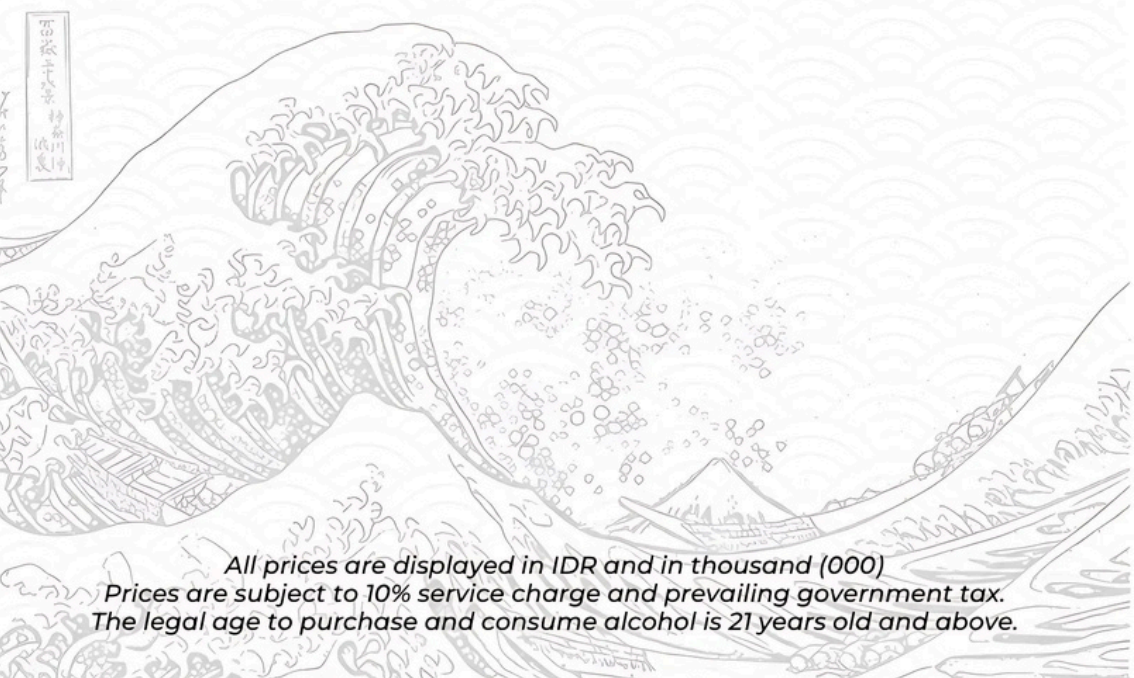 All prices are displayed in IDR and in thousand (000)
Prices are subject to 10% service charge and prevailing government tax.
The legal age to purchase and consume alcohol is 21 years old and above.